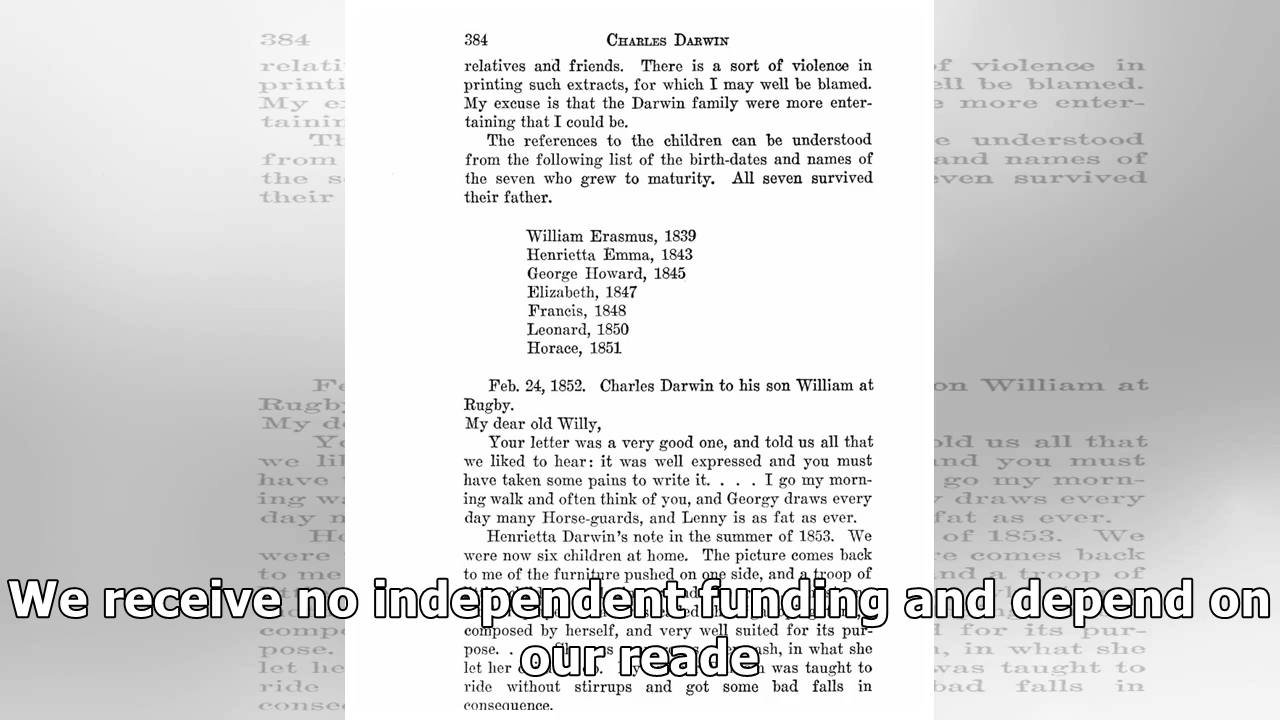 384 CHARLES DARWIN
relatives and friends. There is a sort of violence in
printing such extracts, for which I may well be blamed.
My excuse is that the Darwin family were more enter-
taining that I could be.
The references to the children can be understood
from the following list of the birth-dates and names of
the seven who grew to maturity. All seven survived
their father.
William Erasmus, 1839
Henrietta Emma, 1843
George Howard, 1845
Elizabeth, 1847
Francis, 1848
Leonard, 1850
Horace, 1851
Feb. 24, 1852. Charles Darwin to his son William at
Rugby.
My dear old Willy,
Your letter was a very good one, and told us all that
we liked to hear: it was well expressed and you must
have taken some pains to write it. . . . I go my morn-
ing walk and often think of you, and Georgy draws every
day many Horse-guards, and Lenny is as fat as ever.
Henrietta Darwin's note in the summer of 1853. We
were now six children at home. The picture comes back
to me of the furniture pushed on one side, and a troop of
composed by herself, and very well suited for its pur-
pose. in what she
let her was taught to
ride without stirrups and got some bad falls in
consequence.
We receive no independent funding and depend on
our reade